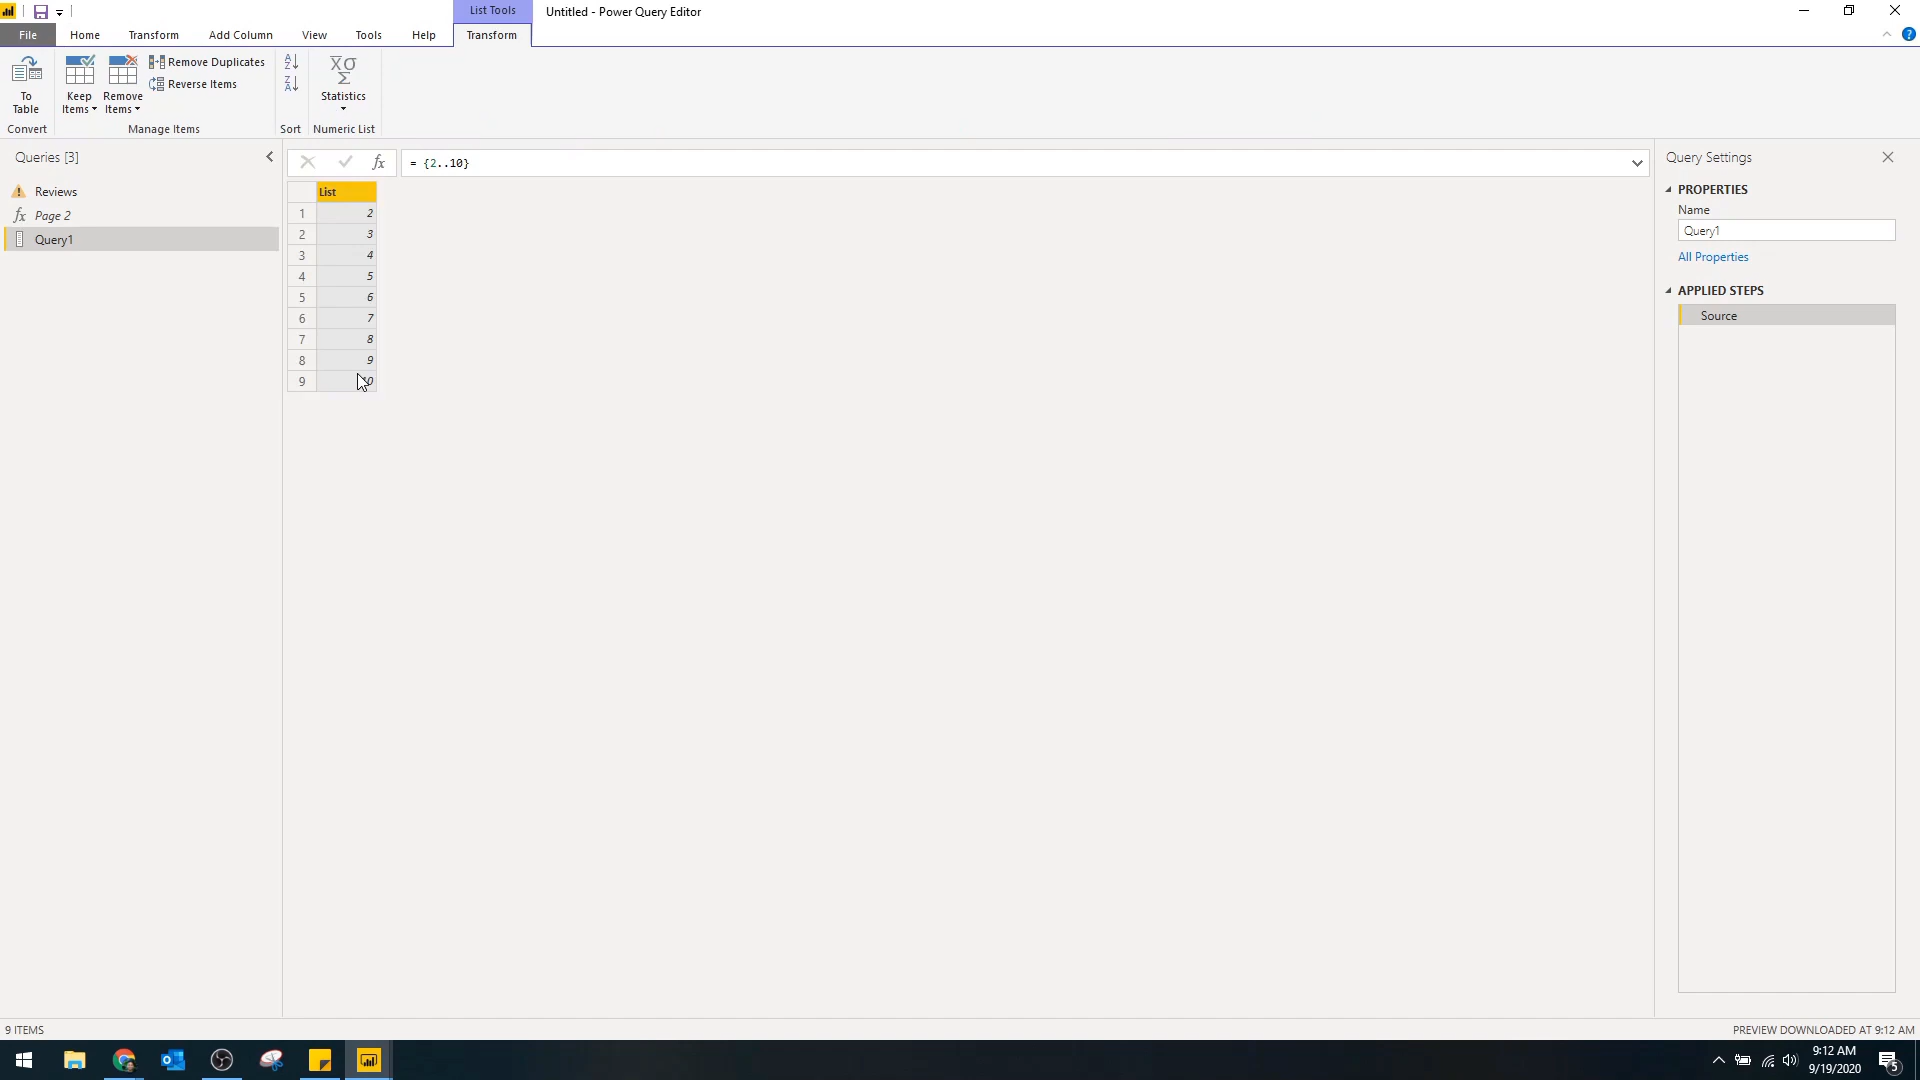 List Tools
Untitled - Power Query Editor
File
Home
Transform
Add Column
View
Tools
Help
Transform
To Table
Keep Items
Remove Items
Remove Duplicates
Reverse Items
Statistics
Convert
Manage Items
Sort
Numeric List
Queries [3]
Reviews
fx Page 2
Query1
fx
= {2..10}
List
1 2
2 3
3 4
4 5
5 6
6 7
7 8
8 9
9 10
Query Settings
PROPERTIES
Name
Query1
All Properties
APPLIED STEPS
Source
9 ITEMS
PREVIEW DOWNLOADED AT 9:12 AM
9:12 AM
9/19/2020
5